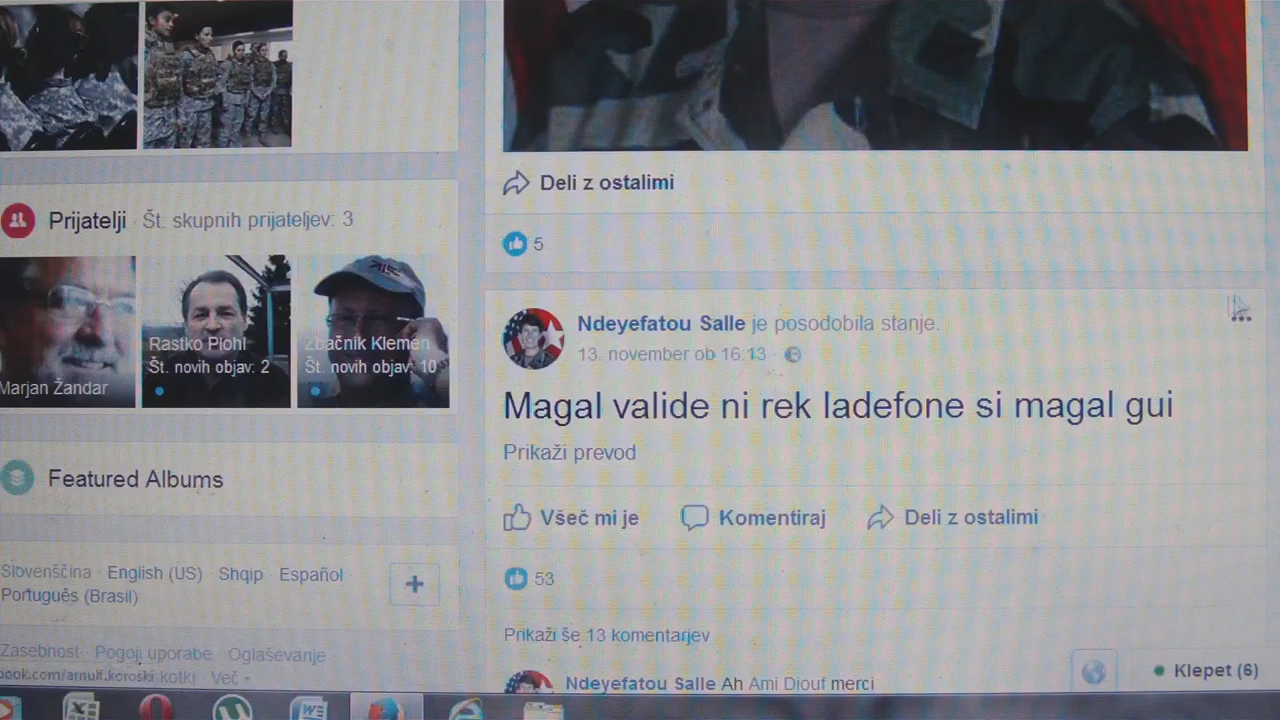 Prijatelji · Št. skupnih prijateljev: 3
Marjan Žandar
Rastko Plohl
Št. novih objav: 2
Zbačnik Klemen
Št. novih objav: 10
Featured Albums
Slovenščina · English (US) · Shqip · Español ·
Português (Brasil)
Zasebnost · Pogoji uporabe · Oglaševanje ·
book.com/arnulf.koroski kotki · Več
Deli z ostalimi
5
Ndeyefatou Salle je posodobila stanje.
13. november ob 16:13 ·
Magal valide ni rek ladefone si magal gui
Prikaži prevod
Všeč mi je Komentiraj Deli z ostalimi
53
Prikaži še 13 komentarjev
Ndeyefatou Salle Ah Ami Diouf merci
Klepet (6)